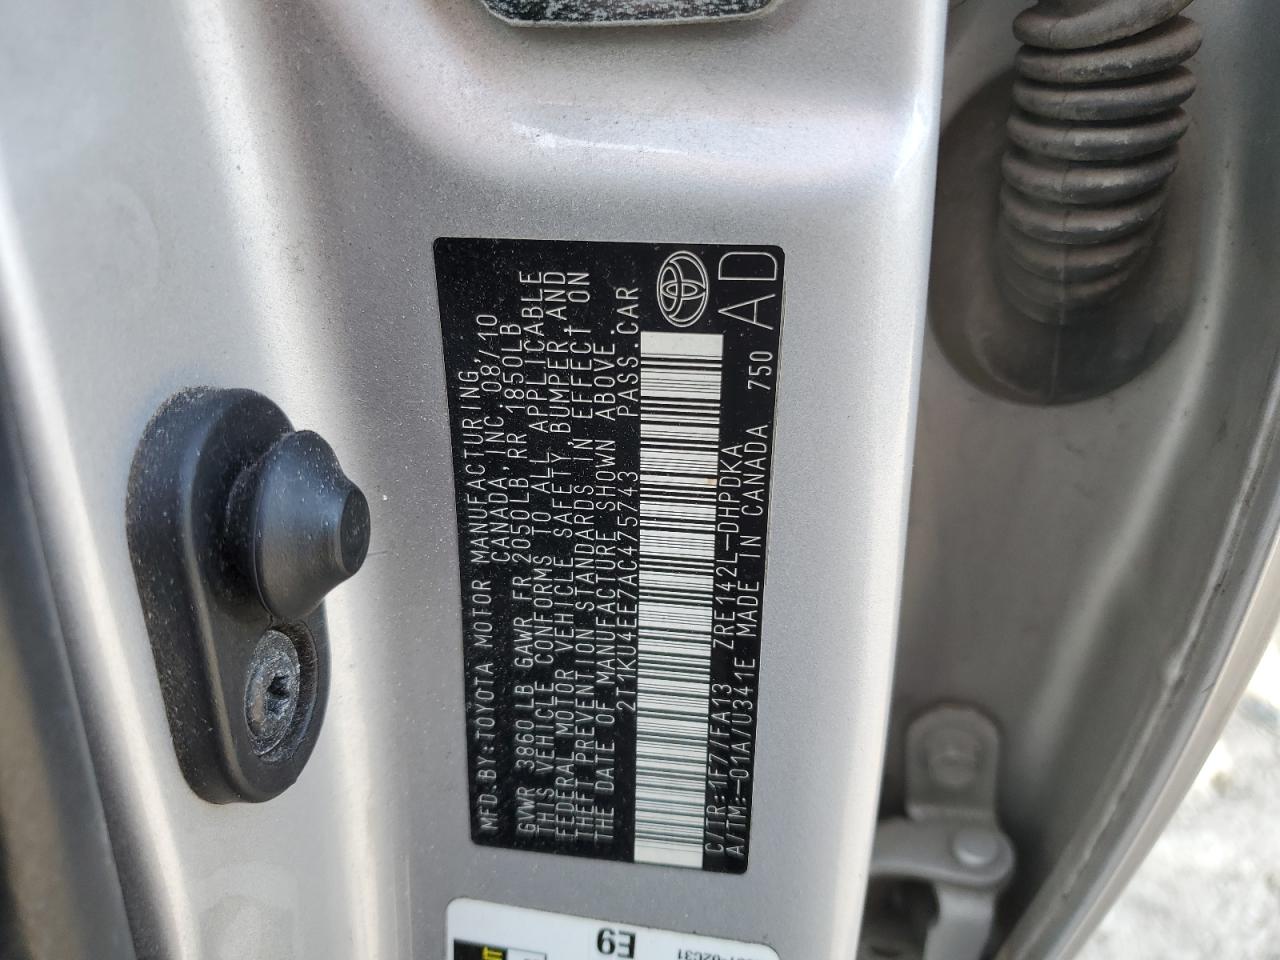 MFD.BY:TOYOTA MOTOR MANUFACTURING,
CANADA, INC. 08/10
GVWR 3860LB GAWR FR 2050LB, RR 1850LB
THIS VEHICLE CONFORMS TO ALL APPLICABLE
FEDERAL MOTOR VEHICLE SAFETY, BUMPER, AND
THEFT PREVENTION STANDARDS IN EFFECT ON
THE DATE OF MANUFACTURE SHOWN ABOVE.
2T1KU4EE7AC475743 PASS.CAR
C/TR: 1F7/FA13 ZRE142L-DHPDKA
A/TM: -01A/U341E MADE IN CANADA 750
AD
E9